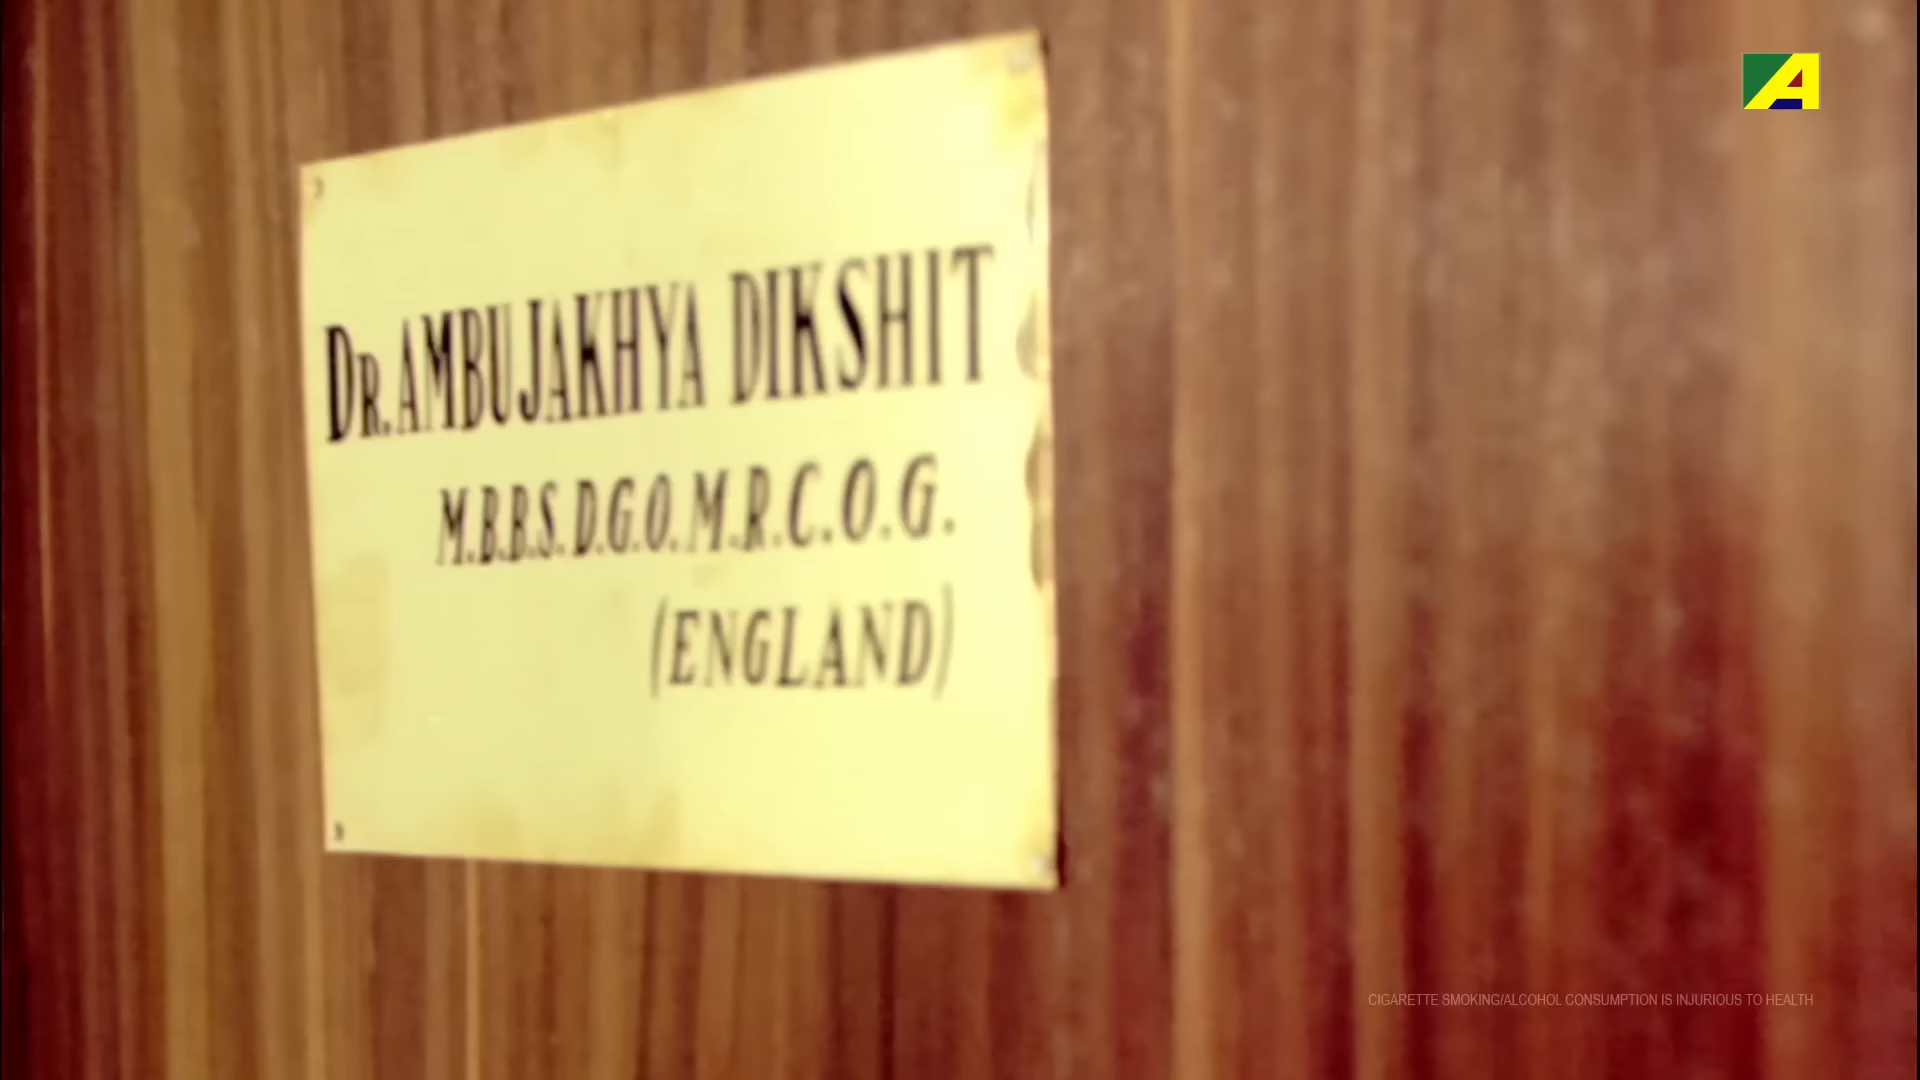 Dr. AMBUJAKHYA DIKSHIT
M.B.B.S. D.G.O. M.R.C.O.G.
(ENGLAND)
A
CIGARETTE SMOKING/ALCOHOL CONSUMPTION IS INJURIOUS TO HEALTH